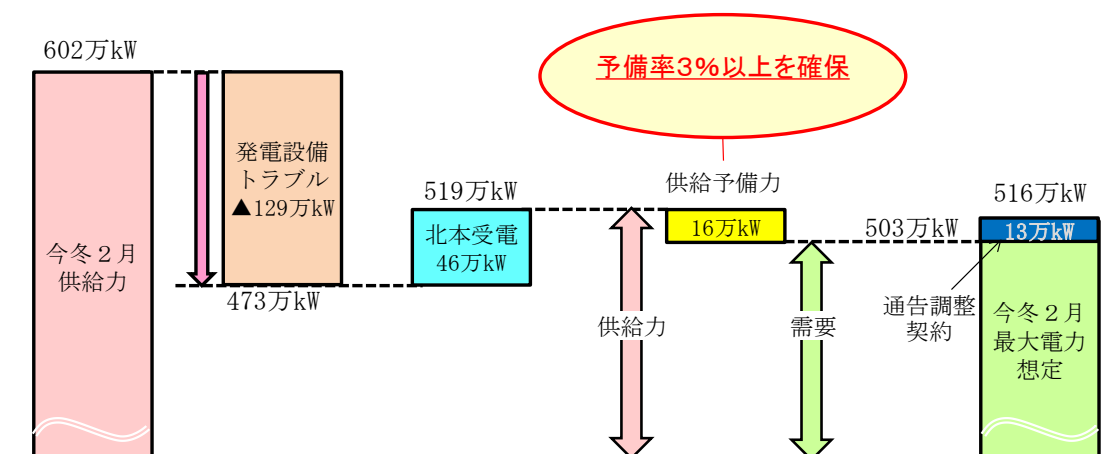 602万kW
今冬２月
供給力
発電設備
トラブル
▲129万kW
473万kW
519万kW
北本受電
46万kW
予備率3%以上を確保
供給予備力
16万kW
供給力
503万kW
需要
通告調整
契約
516万kW
13万kW
今冬２月
最大電力
想定